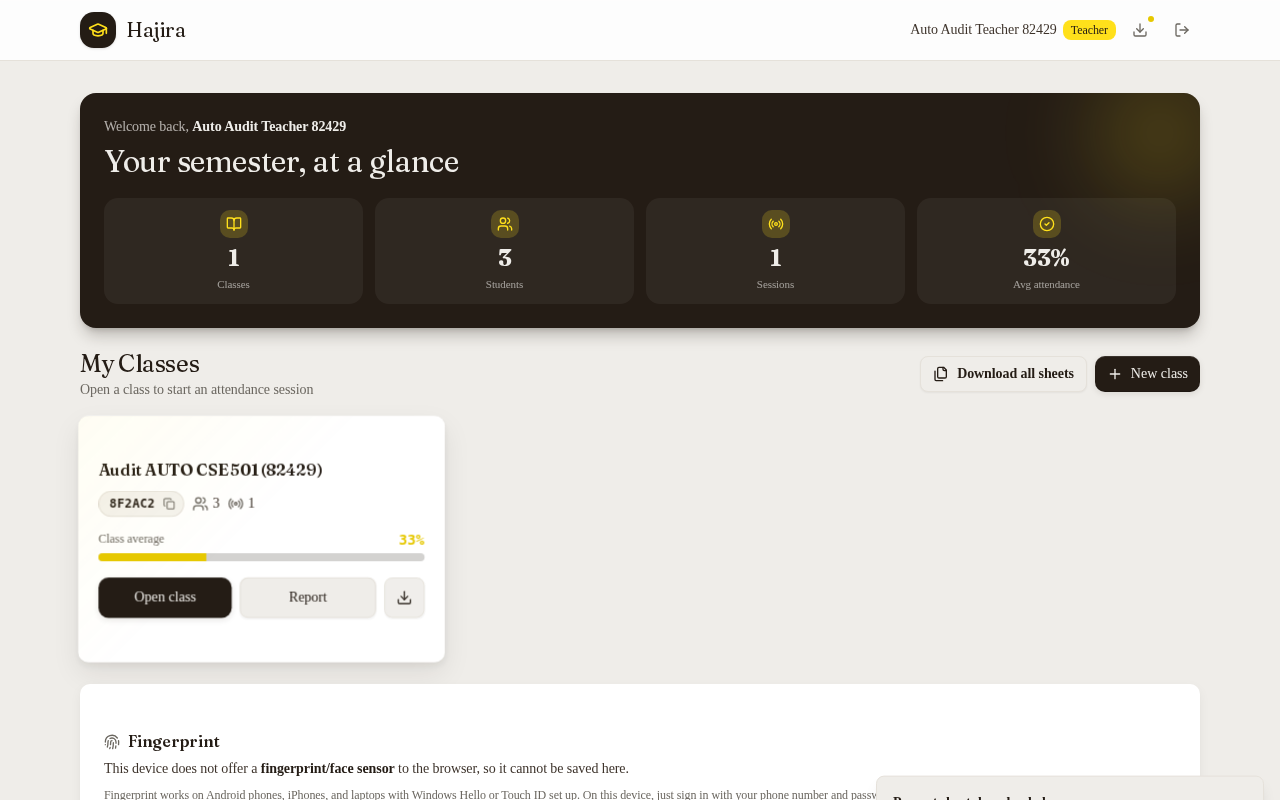 Hajira
Auto Audit Teacher 82429 Teacher
Welcome back, Auto Audit Teacher 82429
Your semester, at a glance
1
Classes
3
Students
1
Sessions
33%
Avg attendance
My Classes
Open a class to start an attendance session
Download all sheets
New class
Audit AUTO CSE501 (82429)
8F2AC2 3 1
Class average 33%
Open class Report
Fingerprint
This device does not offer a fingerprint/face sensor to the browser, so it cannot be saved here.
Fingerprint works on Android phones, iPhones, and laptops with Windows Hello or Touch ID set up. On this device, just sign in with your phone number and